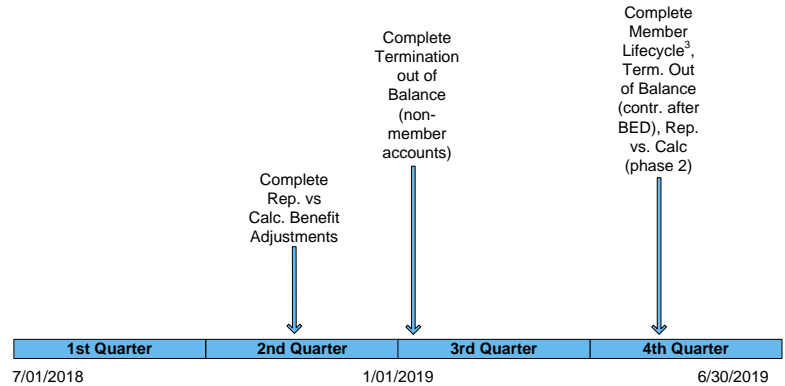 Complete
Rep. vs
Calc. Benefit
Adjustments
Complete
Termination
out of
Balance
(non-
member
accounts)
Complete
Member
Lifecycle³,
Term. Out
of Balance
(contr. after
BED), Rep.
vs. Calc
(phase 2)
1st Quarter
2nd Quarter
3rd Quarter
4th Quarter
7/01/2018
1/01/2019
6/30/2019